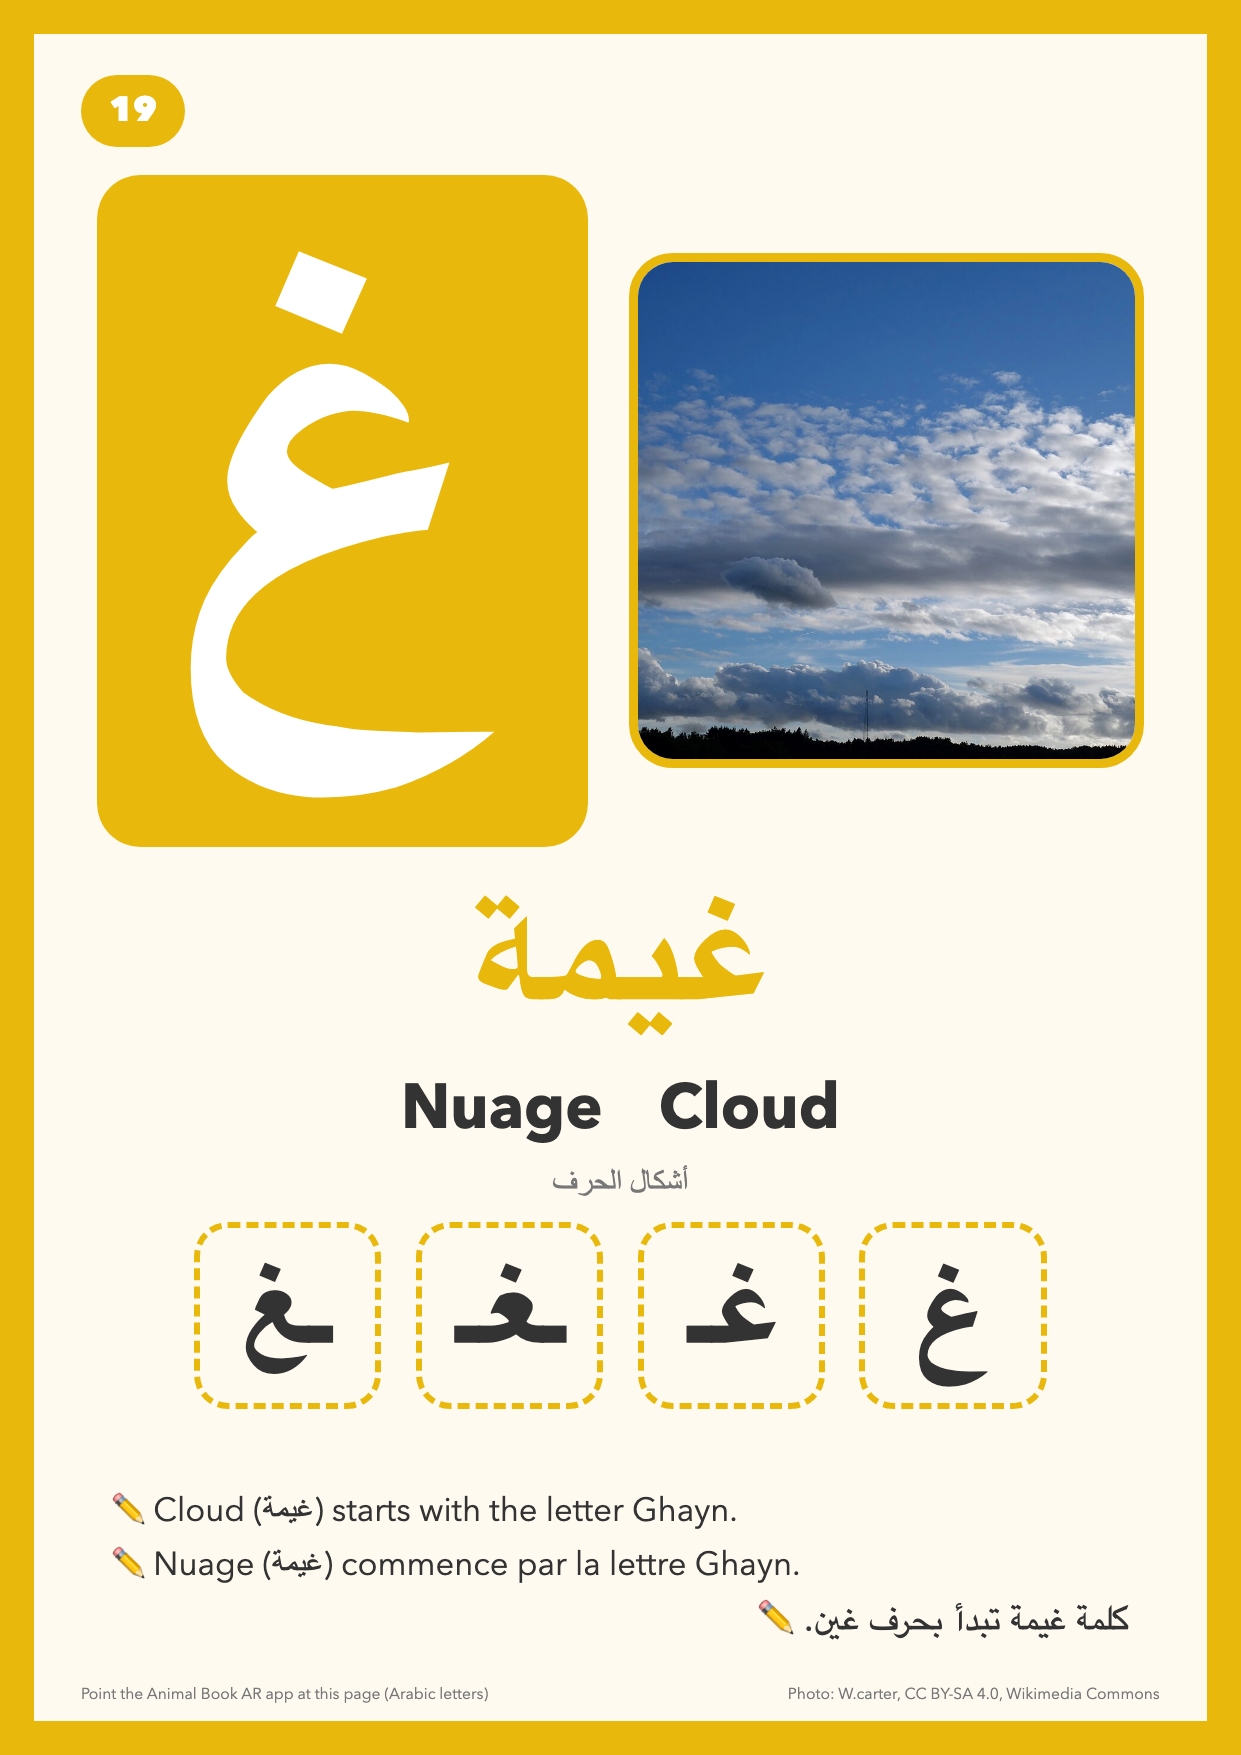 19
غ
غيمة
Nuage Cloud
أشكال الحرف
غ غـ ـغـ ـغ
✏️ Cloud (غيمة) starts with the letter Ghayn.
✏️ Nuage (غيمة) commence par la lettre Ghayn.
كلمة غيمة تبدأ بحرف غين. ✏️
Point the Animal Book AR app at this page (Arabic letters)
Photo: W.carter, CC BY-SA 4.0, Wikimedia Commons